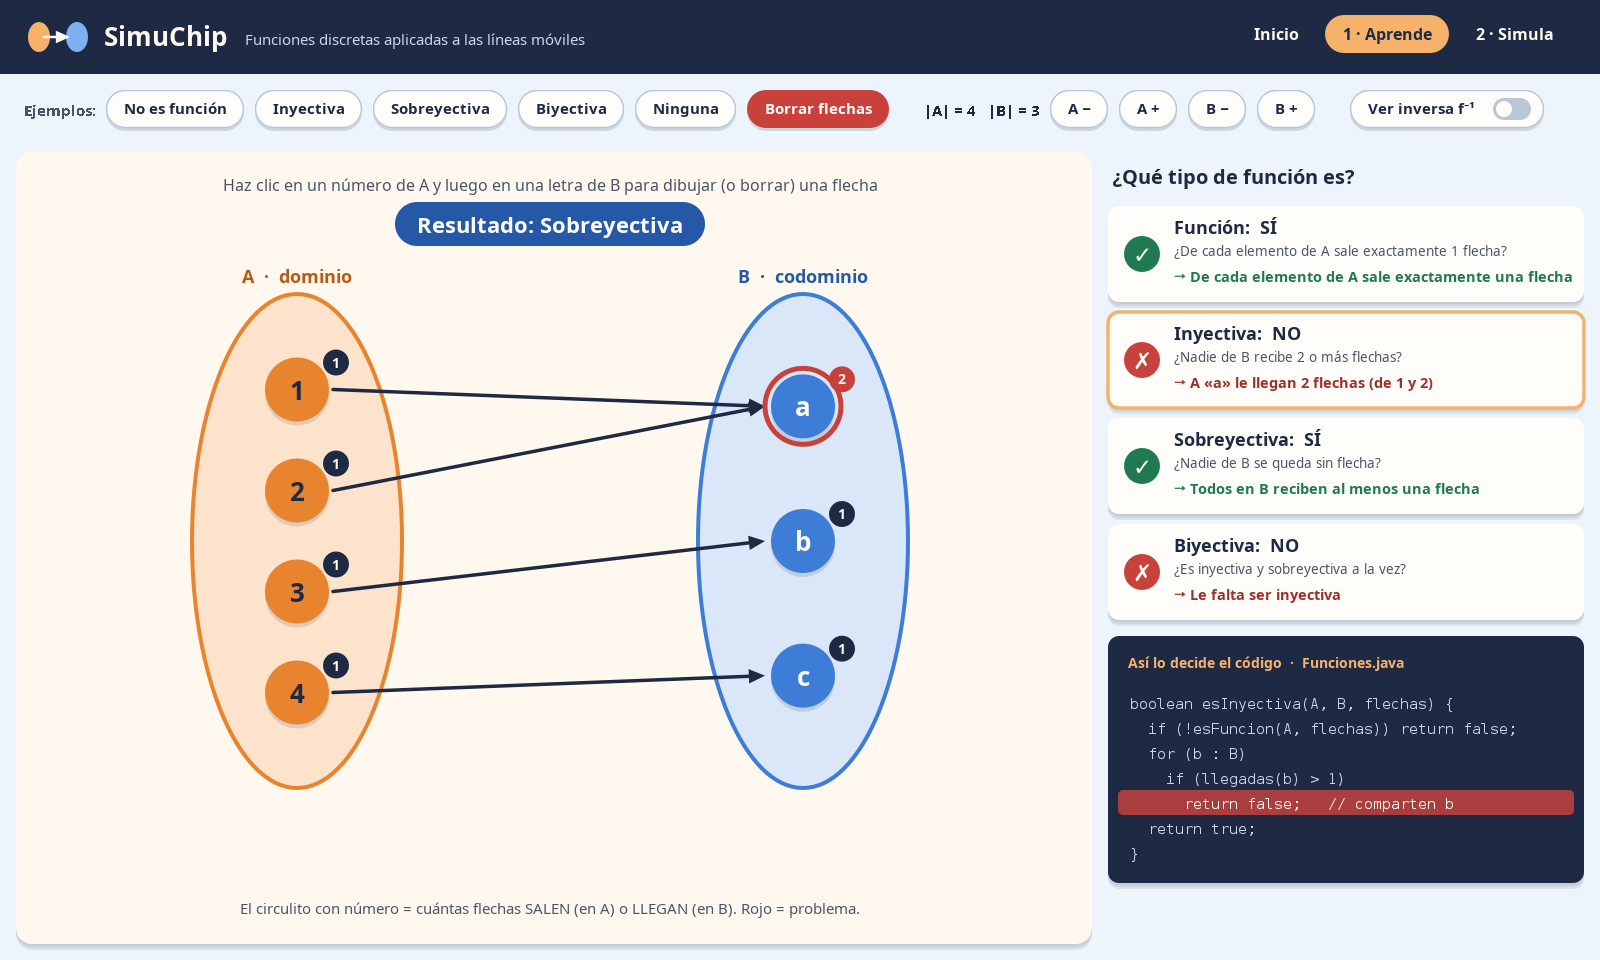 SimuChip Funciones discretas aplicadas a las líneas móviles Inicio 1 · Aprende 2 · Simula
Ejemplos: No es función Inyectiva Sobreyectiva Biyectiva Ninguna Borrar flechas |A| = 4 |B| = 3 A − A + B − B + Ver inversa f⁻¹
Haz clic en un número de A y luego en una letra de B para dibujar (o borrar) una flecha
Resultado: Sobreyectiva
A · dominio
B · codominio
1 1
2 1
3 1
4 1
a 2
b 1
c 1
El circulito con número = cuántas flechas SALEN (en A) o LLEGAN (en B). Rojo = problema.
¿Qué tipo de función es?
✓ Función: SÍ
¿De cada elemento de A sale exactamente 1 flecha?
→ De cada elemento de A sale exactamente una flecha
✗ Inyectiva: NO
¿Nadie de B recibe 2 o más flechas?
→ A «a» le llegan 2 flechas (de 1 y 2)
✓ Sobreyectiva: SÍ
¿Nadie de B se queda sin flecha?
→ Todos en B reciben al menos una flecha
✗ Biyectiva: NO
¿Es inyectiva y sobreyectiva a la vez?
→ Le falta ser inyectiva
Así lo decide el código · Funciones.java
boolean esInyectiva(A, B, flechas) {
if (!esFuncion(A, flechas)) return false;
for (b : B)
if (llegadas(b) > 1)
return false; // comparten b
return true;
}